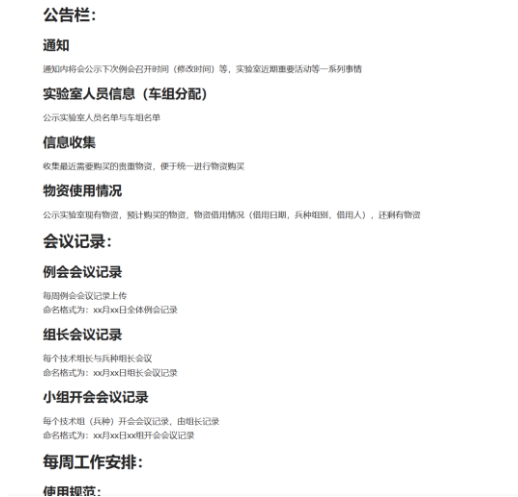 公告栏：
通知
通知内将会公示下次例会召开时间（修改时间）等，实验室近期重要活动等一系列事情
实验室人员信息（车组分配）
公示实验室人员名单与车组名单
信息收集
收集最近需要购买的贵重物资，便于统一进行物资购买
物资使用情况
公示实验室现有物资，预计购买的物资，物资借用情况（借用日期，兵种组别，借用人），还剩有物资
会议记录：
例会会议记录
每周例会会议记录上传
命名格式为：xx月xx日全体例会记录
组长会议记录
每个技术组长与兵种组长会议
命名格式为：xx月xx日组长会议记录
小组开会会议记录
每个技术组（兵种）开会会议记录，由组长记录
命名格式为：xx月xx日xx组开会会议记录
每周工作安排：
使用规范：